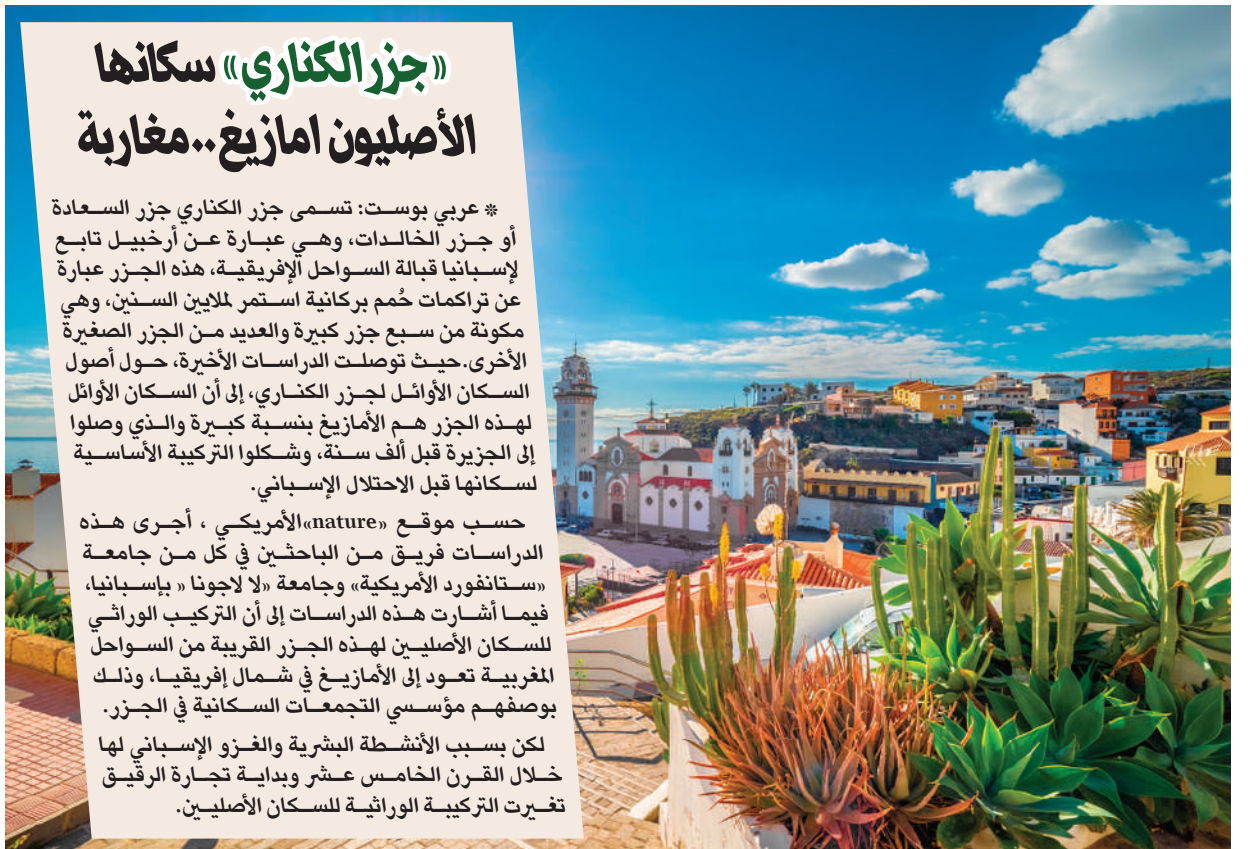 «جزر الكناري» سكانها
الأصليون امازيغ..مغاربة
* عربي بوست: تسمى جزر الكناري جزر السعادة
أو جزر الخالدات، وهي عبارة عن أرخبيل تابع
لإسبانيا قبالة السواحل الإفريقية، هذه الجزر عبارة
عن تراكمات حُمم بركانية استمر لملايين السنين، وهي
مكونة من سبع جزر كبيرة والعديد من الجزر الصغيرة
الأخرى.حيث توصلت الدراسات الأخيرة، حول أصول
السكان الأوائل لجزر الكناري، إلى أن السكان الأوائل
لهذه الجزر هم الأمازيغ بنسبة كبيرة والذي وصلوا
إلى الجزيرة قبل ألف سنة، وشكلوا التركيبة الأساسية
لسكانها قبل الاحتلال الإسباني.
حسب موقع «nature»الأمريكي ، أجرى هذه
الدراسات فريق من الباحثين في كل من جامعة
«ستانفورد الأمريكية» وجامعة «لا لاجونا « بإسبانيا،
فيما أشارت هذه الدراسات إلى أن التركيب الوراثي
للسكان الأصليين لهذه الجزر القريبة من السواحل
المغربية تعود إلى الأمازيغ في شمال إفريقيا، وذلك
بوصفهم مؤسسي التجمعات السكانية في الجزر.
لكن بسبب الأنشطة البشرية والغزو الإسباني لها
خلال القرن الخامس عشر وبداية تجارة الرقيق
تغيرت التركيبة الوراثية للسكان الأصليين.